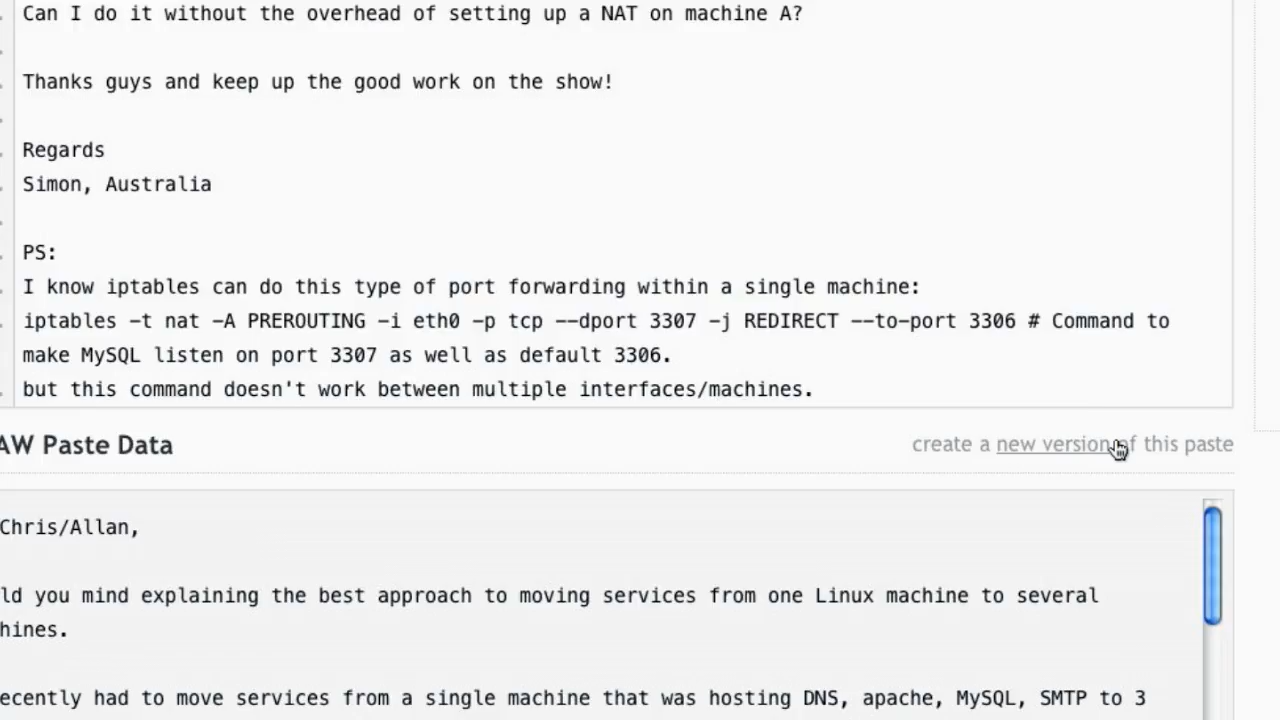 Can I do it without the overhead of setting up a NAT on machine A?
Thanks guys and keep up the good work on the show!
Regards
Simon, Australia
PS:
I know iptables can do this type of port forwarding within a single machine:
iptables -t nat -A PREROUTING -i eth0 -p tcp --dport 3307 -j REDIRECT --to-port 3306 # Command to
make MySQL listen on port 3307 as well as default 3306.
but this command doesn't work between multiple interfaces/machines.
AW Paste Data
create a new version of this paste
Chris/Allan,
ld you mind explaining the best approach to moving services from one Linux machine to several
hines.
ecently had to move services from a single machine that was hosting DNS, apache, MySQL, SMTP to 3